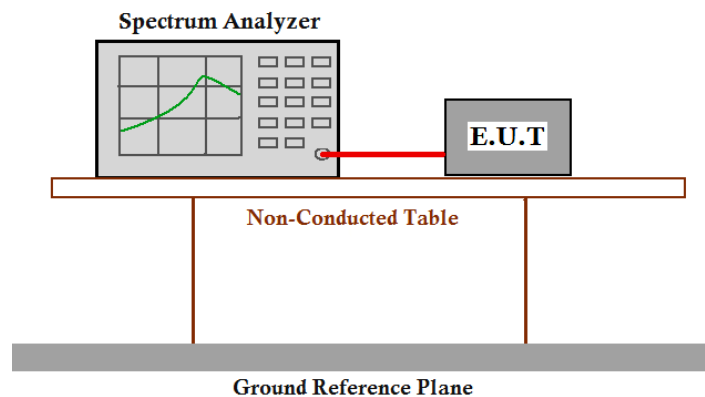 Spectrum Analyzer
E.U.T
Non-Conducted Table
Ground Reference Plane